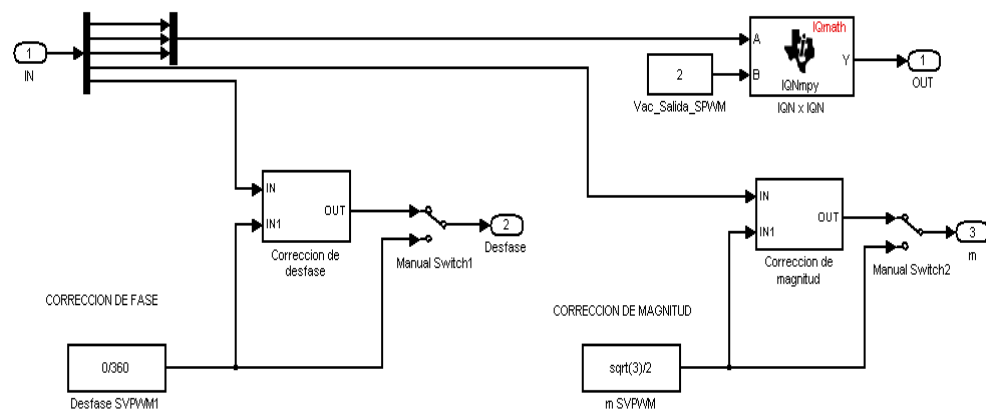 1
IN
2
Vac_Salida_SPWM
A
B
IQmath
Y
IQNmpy
IQN x IQN
1
OUT
IN
IN1
OUT
Correccion de
desfase
Manual Switch1
2
Desfase
IN
IN1
OUT
Correccion de
magnitud
Manual Switch2
3
m
CORRECCION DE FASE
CORRECCION DE MAGNITUD
0/360
Desfase SVPWM1
sqrt(3)/2
m SVPWM